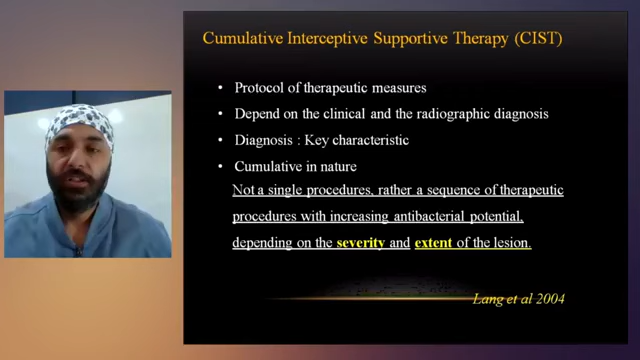 Cumulative Interceptive Supportive Therapy (CIST)
• Protocol of therapeutic measures
• Depend on the clinical and the radiographic diagnosis
• Diagnosis : Key characteristic
• Cumulative in nature
Not a single procedures, rather a sequence of therapeutic
procedures with increasing antibacterial potential,
depending on the severity and extent of the lesion.
Lang et al 2004